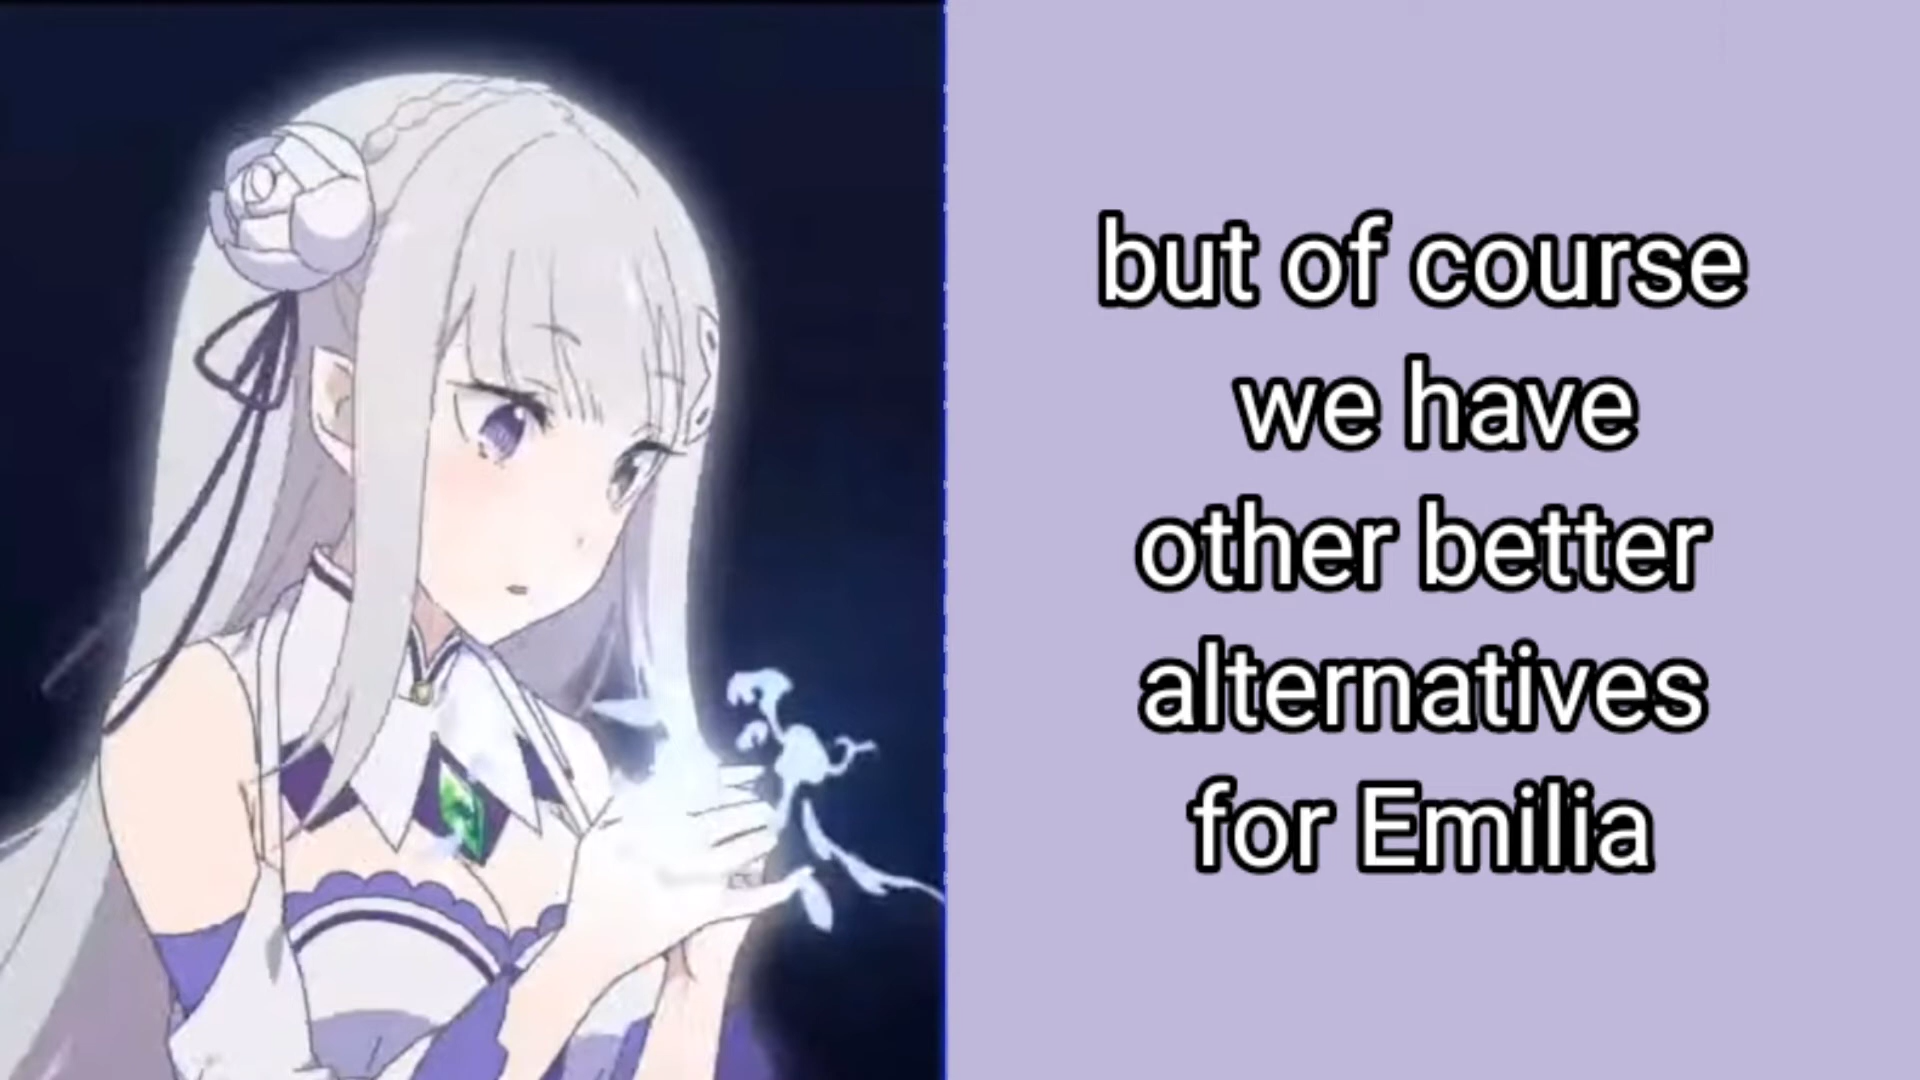 but of course
we have
other better
alternatives
for Emilia